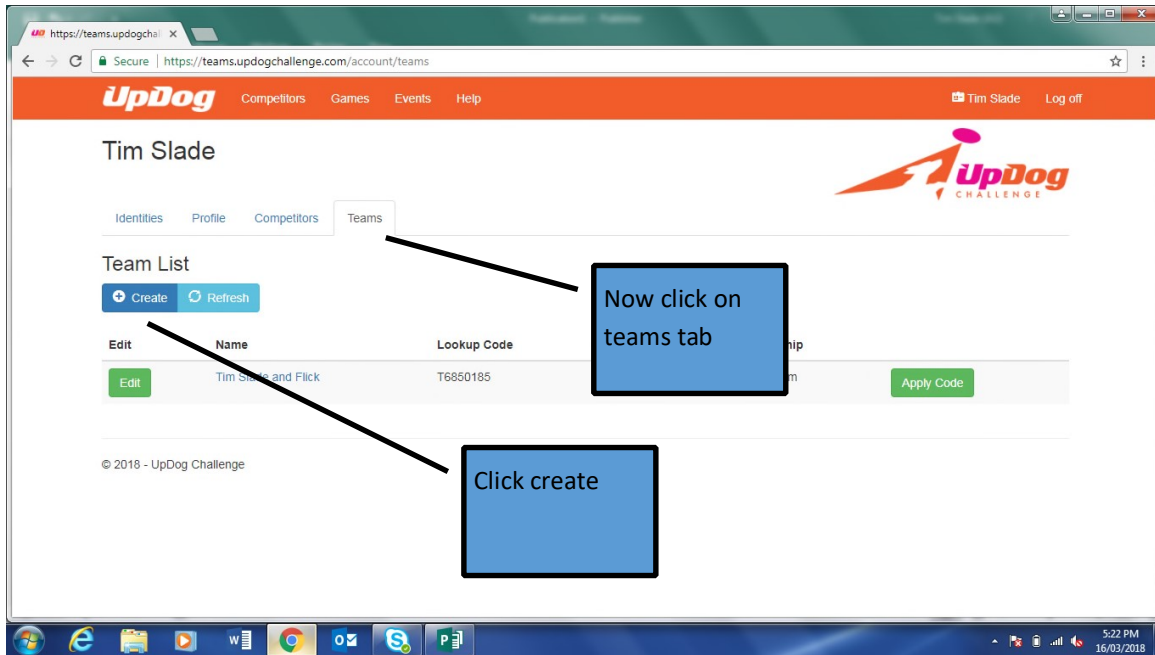 https://teams.updogchal
Secure | https://teams.updogchallenge.com/account/teams
UpDog Competitors Games Events Help Tim Slade Log off
Tim Slade
UpDog
CHALLENGE
Identities Profile Competitors Teams
Team List
Create Refresh
Now click on
teams tab
Edit Name Lookup Code hip
Edit Tim Slade and Flick T6850185 m Apply Code
© 2018 - UpDog Challenge
Click create
5:22 PM
16/03/2018